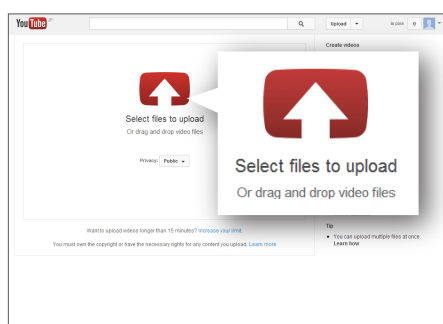 YouTube
Upload
Create videos
Select files to upload
Or drag and drop video files
Privacy: Public
Select files to upload
Or drag and drop video files
Want to upload videos longer than 15 minutes? Increase your limit.
You must own the copyright or have the necessary rights for any content you upload. Learn more
Tip
You can upload multiple files at once.
Learn how